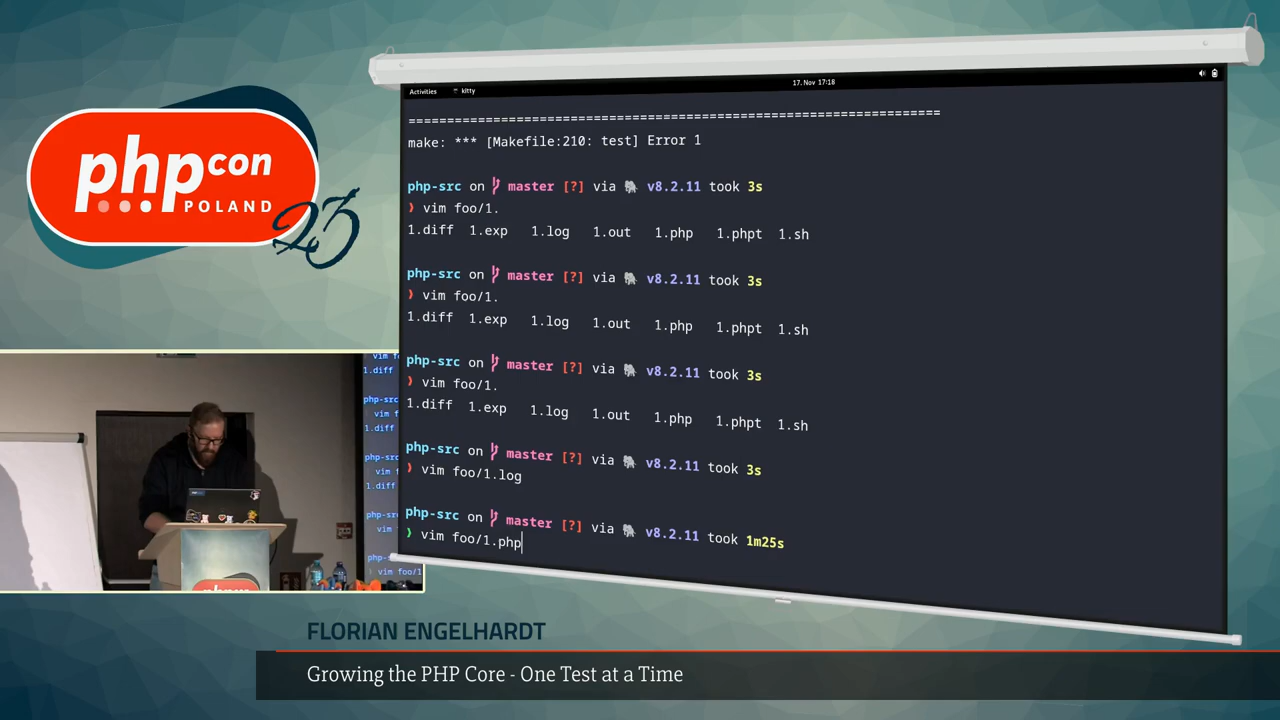 php con
POLAND
23
Activities kitty 17. Nov 17:18
=====================================================================
make: *** [Makefile:210: test] Error 1
php-src on master [?] via v8.2.11 took 3s
❯ vim foo/1.
1.diff 1.exp 1.log 1.out 1.php 1.phpt 1.sh
php-src on master [?] via v8.2.11 took 3s
❯ vim foo/1.
1.diff 1.exp 1.log 1.out 1.php 1.phpt 1.sh
php-src on master [?] via v8.2.11 took 3s
❯ vim foo/1.
1.diff 1.exp 1.log 1.out 1.php 1.phpt 1.sh
php-src on master [?] via v8.2.11 took 3s
❯ vim foo/1.log
php-src on master [?] via v8.2.11 took 1m25s
❯ vim foo/1.php
FLORIAN ENGELHARDT
Growing the PHP Core - One Test at a Time